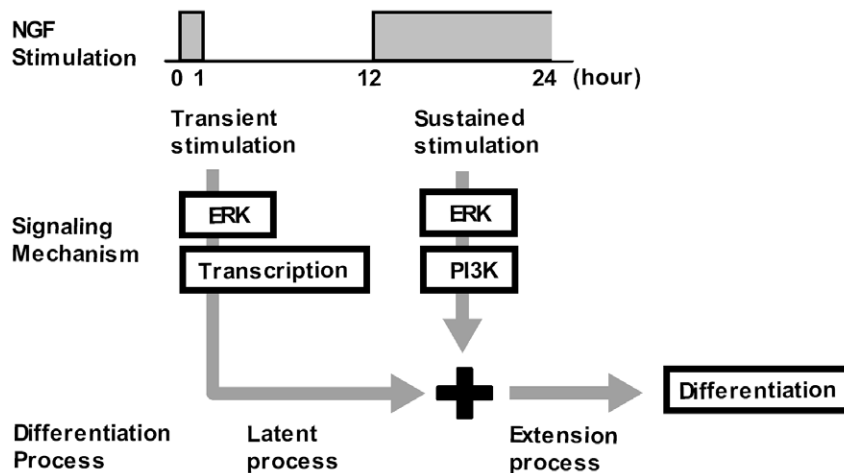 NGF
Stimulation
0 1 12 24 (hour)
Transient
stimulation
Sustained
stimulation
Signaling
Mechanism
ERK
Transcription
ERK
PI3K
Differentiation
Differentiation
Process
Latent
process
Extension
process